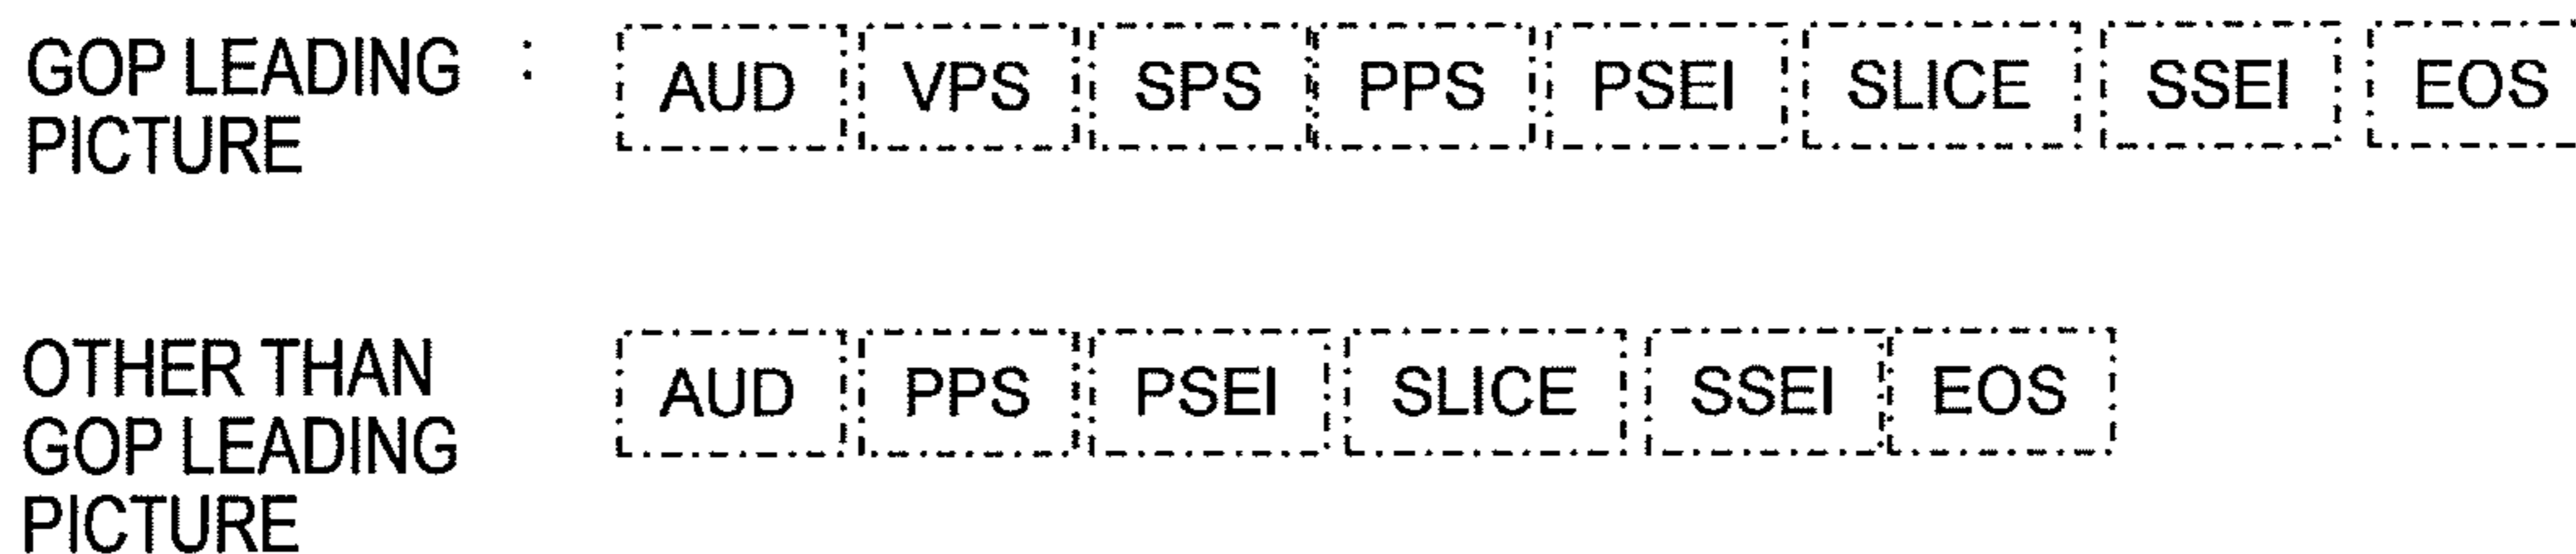 GOP LEADING : AUD VPS SPS PPS PSEI SLICE SSEI EOS
PICTURE
OTHER THAN AUD PPS PSEI SLICE SSEI EOS
GOP LEADING
PICTURE